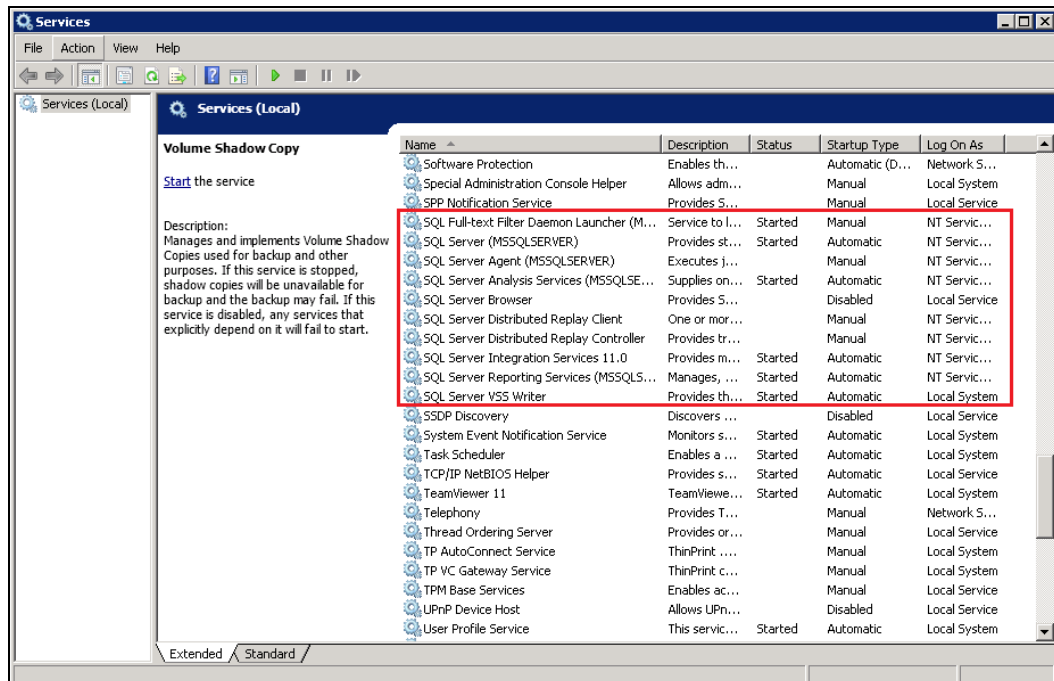 Services
File Action View Help
Services (Local)
Services (Local)
Volume Shadow Copy
Start the service
Description:
Manages and implements Volume Shadow
Copies used for backup and other
purposes. If this service is stopped,
shadow copies will be unavailable for
backup and the backup may fail. If this
service is disabled, any services that
explicitly depend on it will fail to start.
Name Description Status Startup Type Log On As
Software Protection Enables th... Automatic (D... Network S...
Special Administration Console Helper Allows adm... Manual Local System
SPP Notification Service Provides S... Manual Local Service
SQL Full-text Filter Daemon Launcher (M... Service to l... Started Manual NT Servic...
SQL Server (MSSQLSERVER) Provides st... Started Automatic NT Servic...
SQL Server Agent (MSSQLSERVER) Executes j... Manual NT Servic...
SQL Server Analysis Services (MSSQLSE... Supplies on... Started Automatic NT Servic...
SQL Server Browser Provides S... Disabled Local Service
SQL Server Distributed Replay Client One or mor... Manual NT Servic...
SQL Server Distributed Replay Controller Provides tr... Manual NT Servic...
SQL Server Integration Services 11.0 Provides m... Started Automatic NT Servic...
SQL Server Reporting Services (MSSQLS... Manages, ... Started Automatic NT Servic...
SQL Server VSS Writer Provides th... Started Automatic Local System
SSDP Discovery Discovers ... Disabled Local Service
System Event Notification Service Monitors s... Started Automatic Local System
Task Scheduler Enables a ... Started Automatic Local System
TCP/IP NetBIOS Helper Provides s... Started Automatic Local Service
TeamViewer 11 TeamViewe... Started Automatic Local System
Telephony Provides T... Manual Network S...
Thread Ordering Server Provides or... Manual Local Service
TP AutoConnect Service ThinPrint .... Manual Local System
TP VC Gateway Service ThinPrint c... Manual Local System
TPM Base Services Enables ac... Manual Local Service
UPnP Device Host Allows UPn... Disabled Local Service
User Profile Service This servic... Started Automatic Local System
Extended Standard